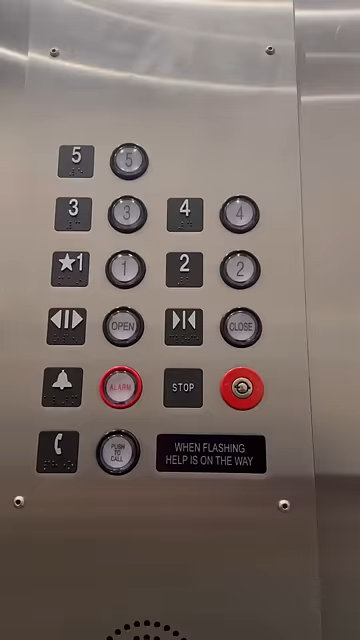 5 5
3 3 4 4
★1 1 2 2
OPEN CLOSE
ALARM STOP
PUSH
TO
CALL
WHEN FLASHING
HELP IS ON THE WAY